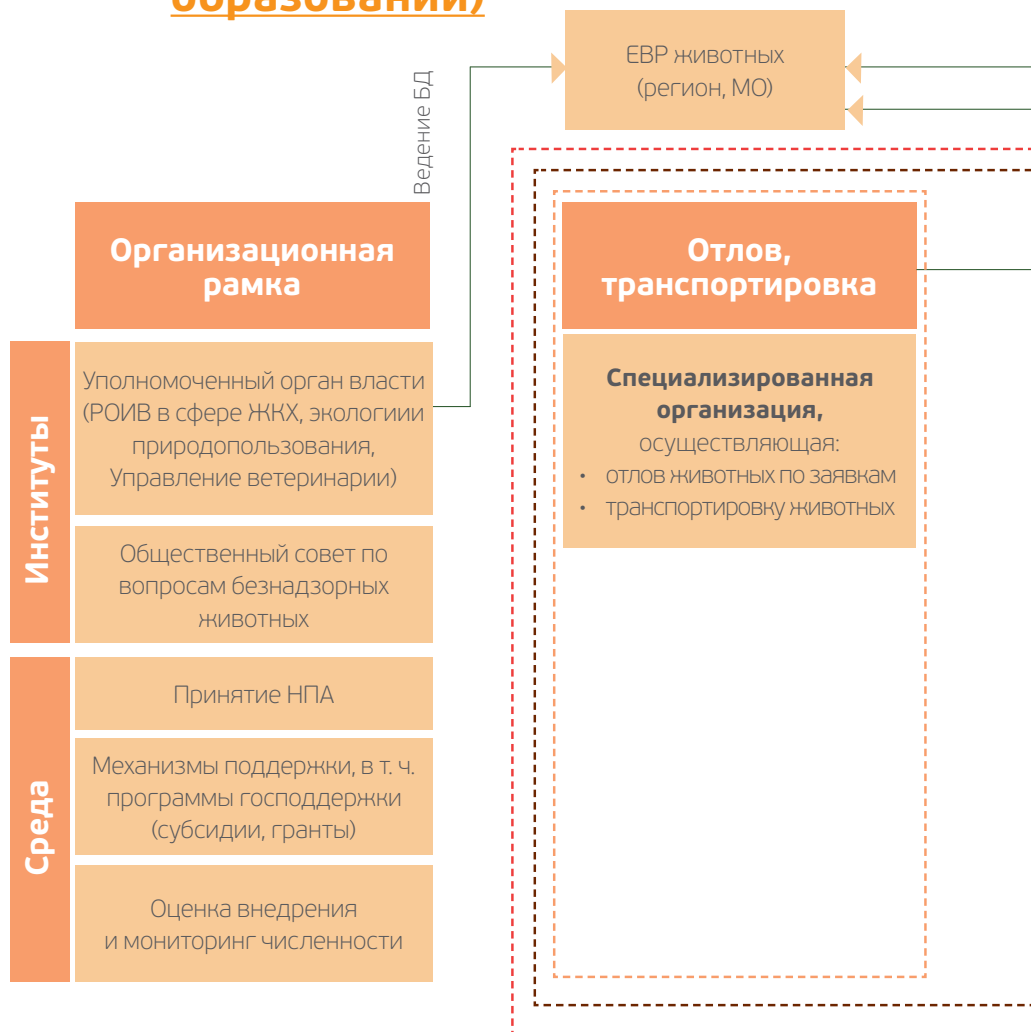 образований)
ЕВР животных
(регион, МО)
Ведение БД
Организационная
рамка
Отлов,
транспортировка
Институты
Уполномоченный орган власти
(РОИВ в сфере ЖКХ, экологиии
природопользования,
Управление ветеринарии)
Общественный совет по
вопросам безнадзорных
животных
Специализированная
организация,
осуществляющая:
• отлов животных по заявкам
• транспортировку животных
Среда
Принятие НПА
Механизмы поддержки, в т. ч.
программы господдержки
(субсидии, гранты)
Оценка внедрения
и мониторинг численности